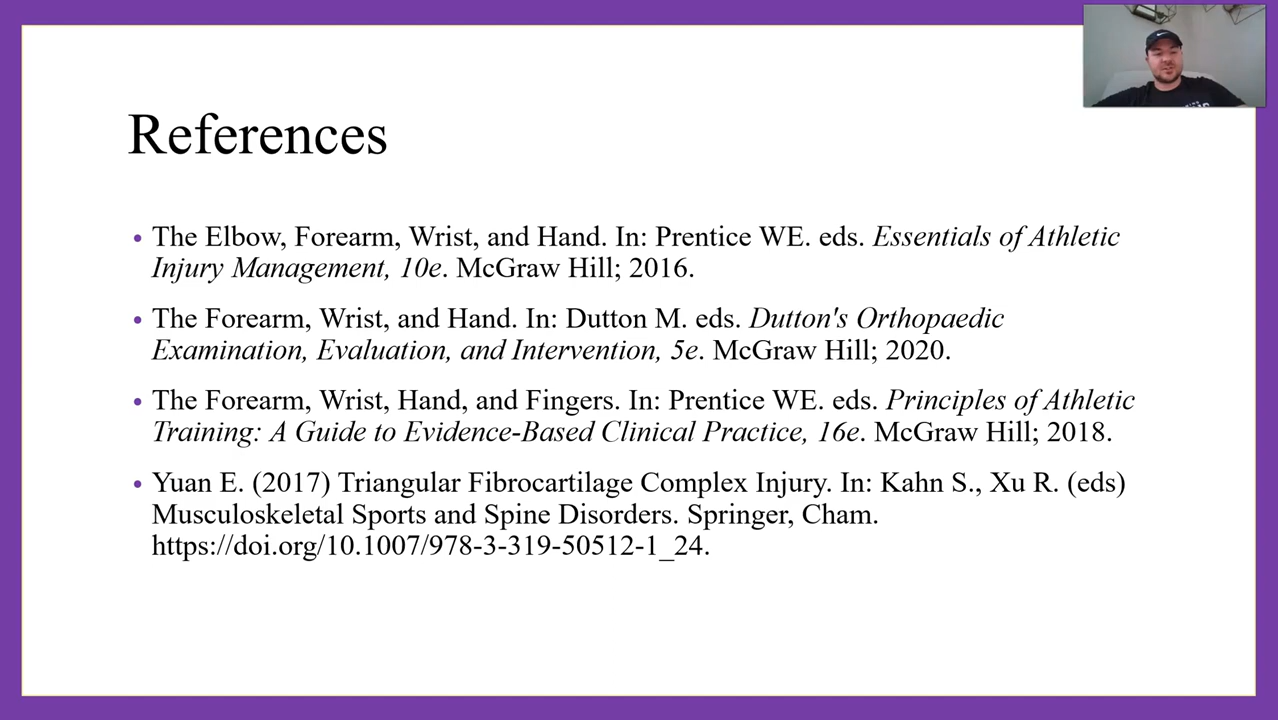 References
• The Elbow, Forearm, Wrist, and Hand. In: Prentice WE. eds. Essentials of Athletic
Injury Management, 10e. McGraw Hill; 2016.
• The Forearm, Wrist, and Hand. In: Dutton M. eds. Dutton's Orthopaedic
Examination, Evaluation, and Intervention, 5e. McGraw Hill; 2020.
• The Forearm, Wrist, Hand, and Fingers. In: Prentice WE. eds. Principles of Athletic
Training: A Guide to Evidence-Based Clinical Practice, 16e. McGraw Hill; 2018.
• Yuan E. (2017) Triangular Fibrocartilage Complex Injury. In: Kahn S., Xu R. (eds)
Musculoskeletal Sports and Spine Disorders. Springer, Cham.
https://doi.org/10.1007/978-3-319-50512-1_24.